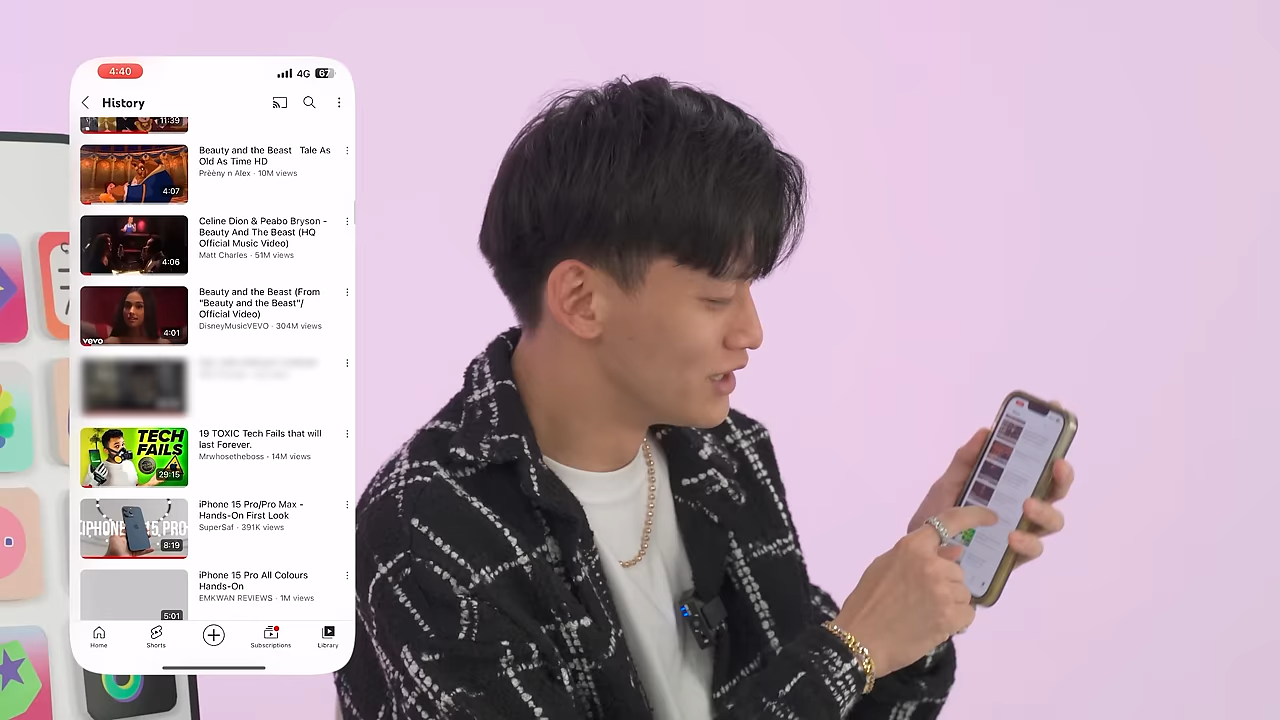 4:40
4G 67
History
11:39
Beauty and the Beast Tale As
Old As Time HD
Prèèny n Alex · 10M views
4:07
Celine Dion & Peabo Bryson -
Beauty And The Beast (HQ
Official Music Video)
Matt Charles · 51M views
4:06
Beauty and the Beast (From
"Beauty and the Beast"/
Official Video)
DisneyMusicVEVO · 304M views
4:01
vevo
19 TOXIC Tech Fails that will
last Forever.
Mrwhosetheboss · 14M views
TECH
FAILS
29:15
iPhone 15 Pro/Pro Max -
Hands-On First Look
SuperSaf · 391K views
IPHONE 15 PRO
8:19
iPhone 15 Pro All Colours
Hands-On
EMKWAN REVIEWS · 1M views
5:01
Home
Shorts
Subscriptions
Library